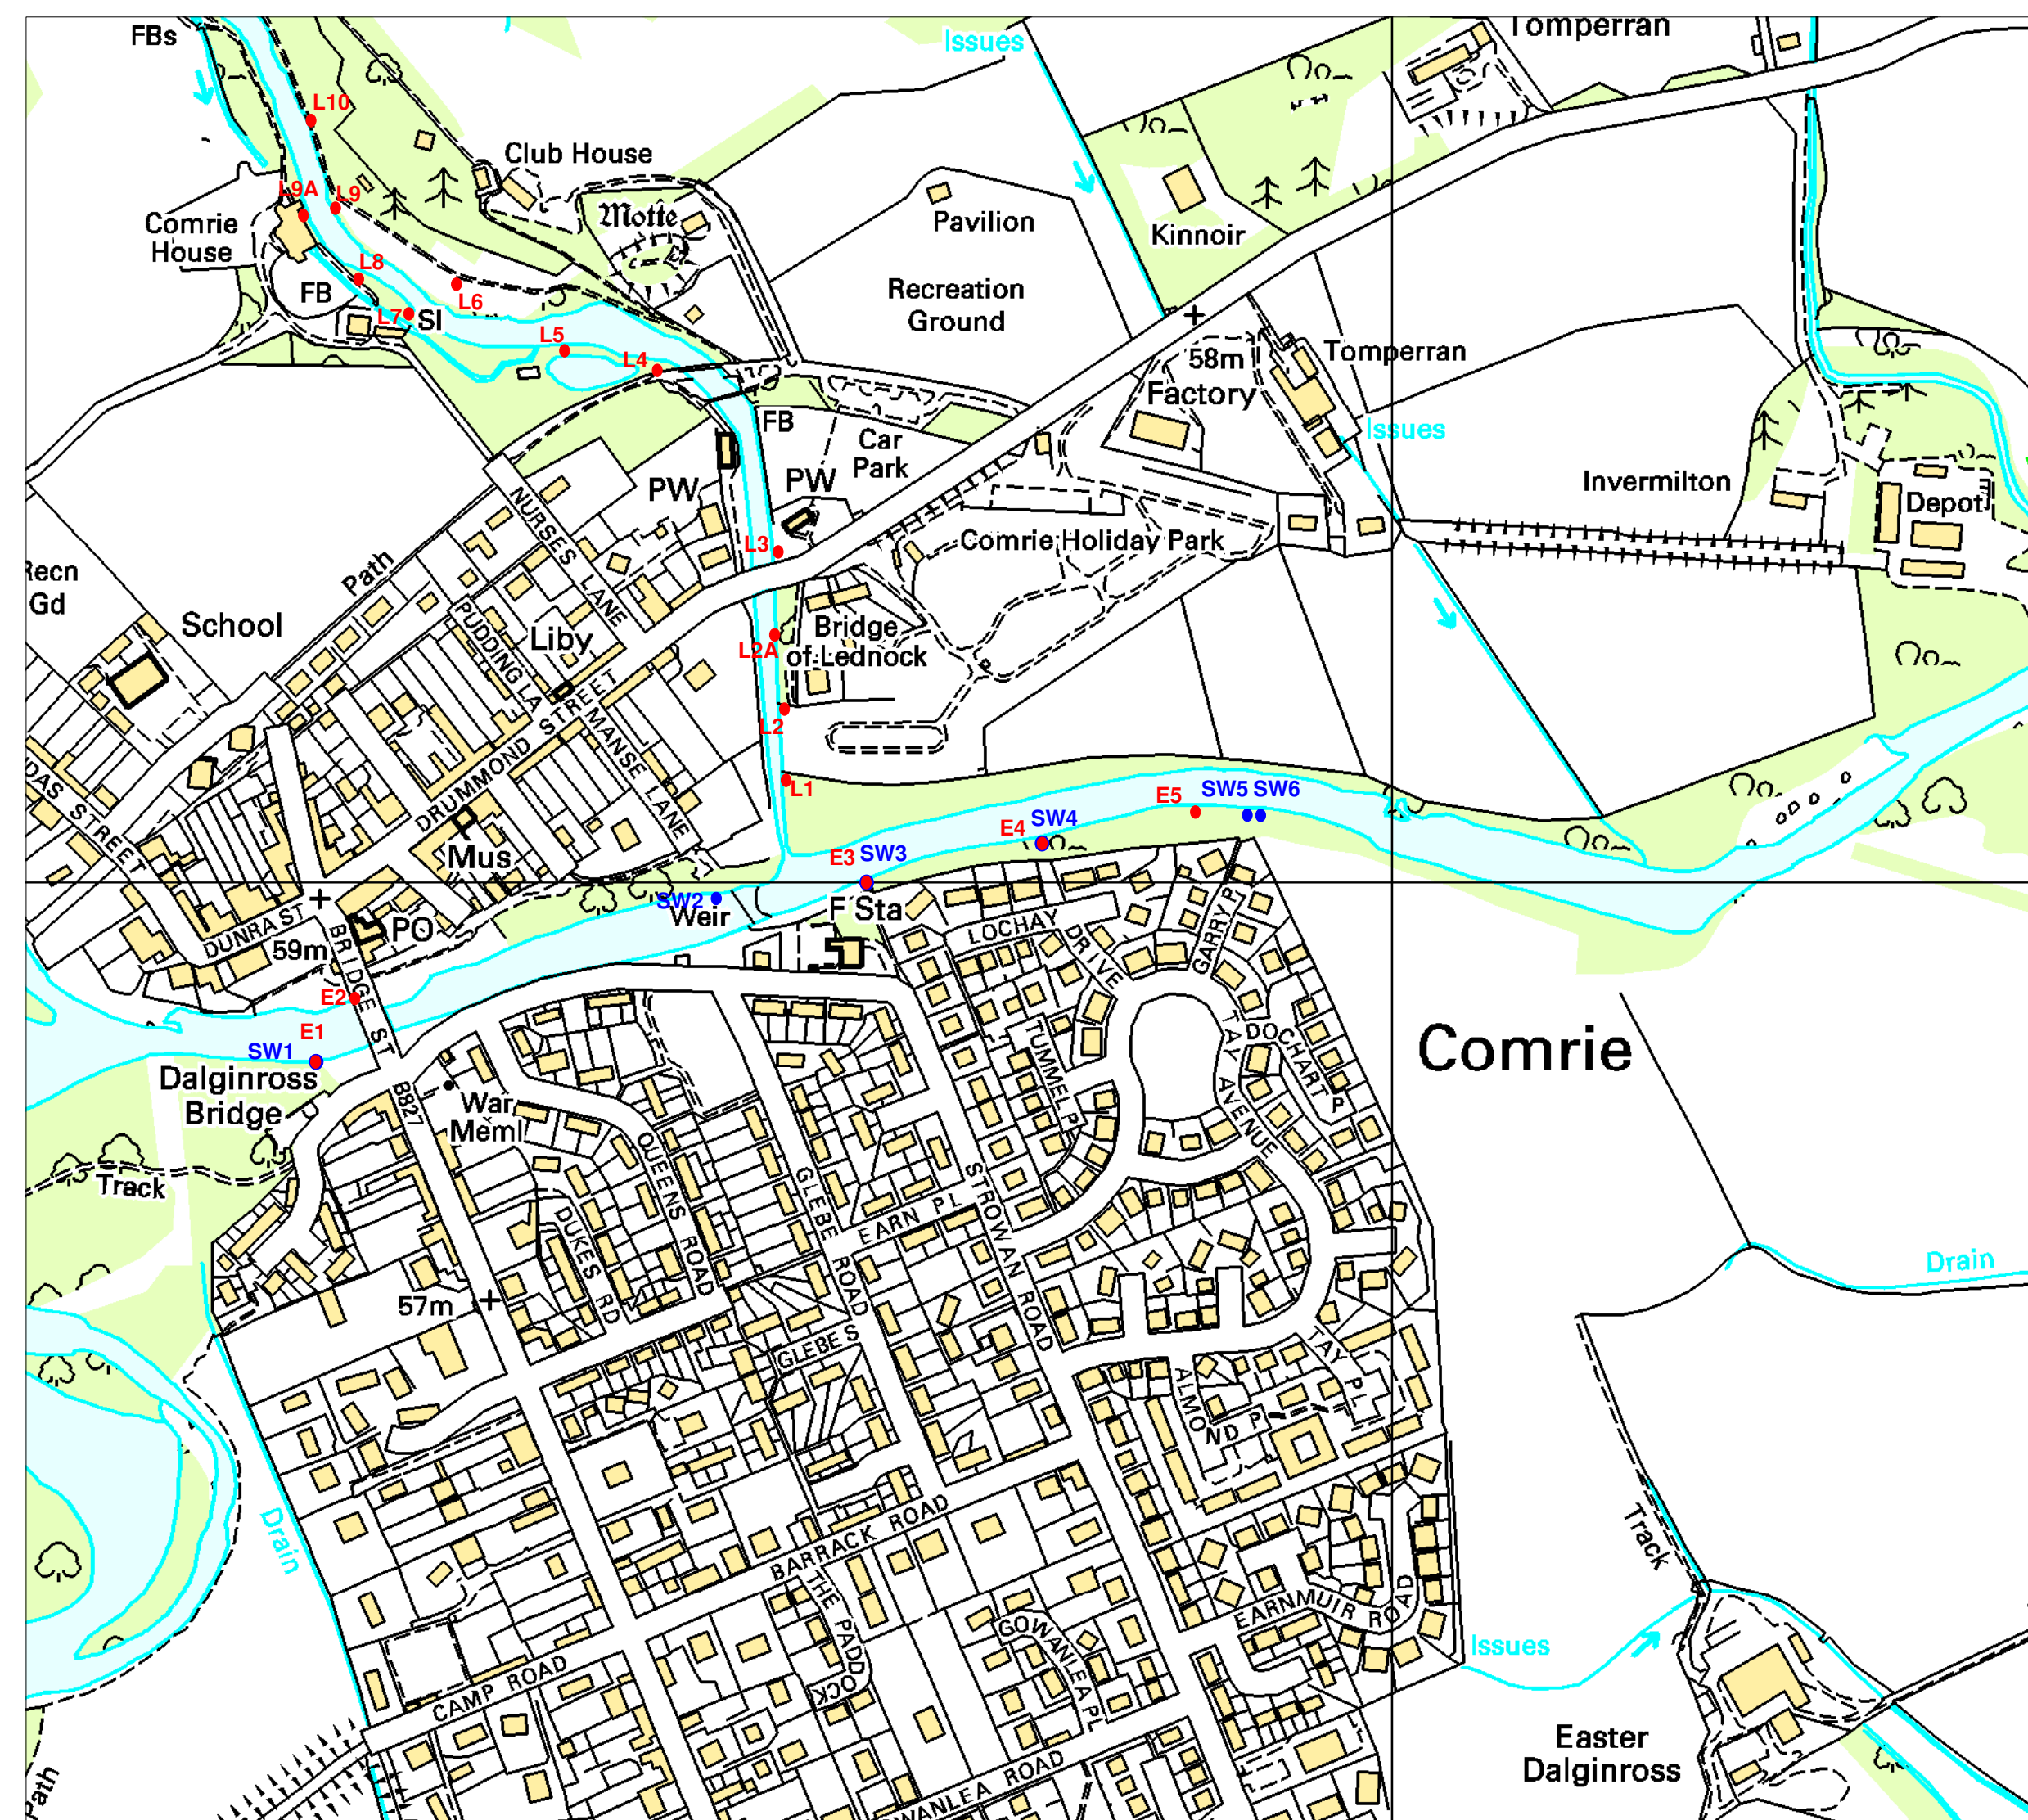 FBs
Issues
Tomperran
L10
Club House
L9A
L9
Motte
Comrie
House
Pavilion
Kinnoir
L8
FB
L6
L7
SI
Recreation
Ground
L5
L4
58m
Factory
Tomperran
FB
Car
Park
Issues
PW
PW
Invermilton
Depot
NURSES LANE
L3
Comrie Holiday Park
Path
Recn
Gd
School
PUDDING LA
Liby
Bridge
of Lednock
L2A
L2
DRUMMOND STREET
MANSE LANE
L1
SW5 SW6
E5
SW4
E4
DAS STREET
Mus
E3 SW3
SW2
Weir
F Sta
DUNRA ST
PO
59m
BRIDGE ST
LOCHAY
DRIVE
GARRY P
E2
E1
SW1
Dalginross
Bridge
B827
War
Meml
TUMMEL P
TAY AVENUE
DOCHART P
Comrie
Track
QUEENS ROAD
DUKES RD
GLEBE ROAD
EARN PL
STROWAN ROAD
Drain
57m
GLEBE S
TAY PL
ALMOND P
Drain
BARRACK ROAD
Track
THE PADDOCK
EARNMUIR ROAD
GOWANLEA PL
Issues
CAMP ROAD
Easter
Dalginross
Path
WANLEA ROAD